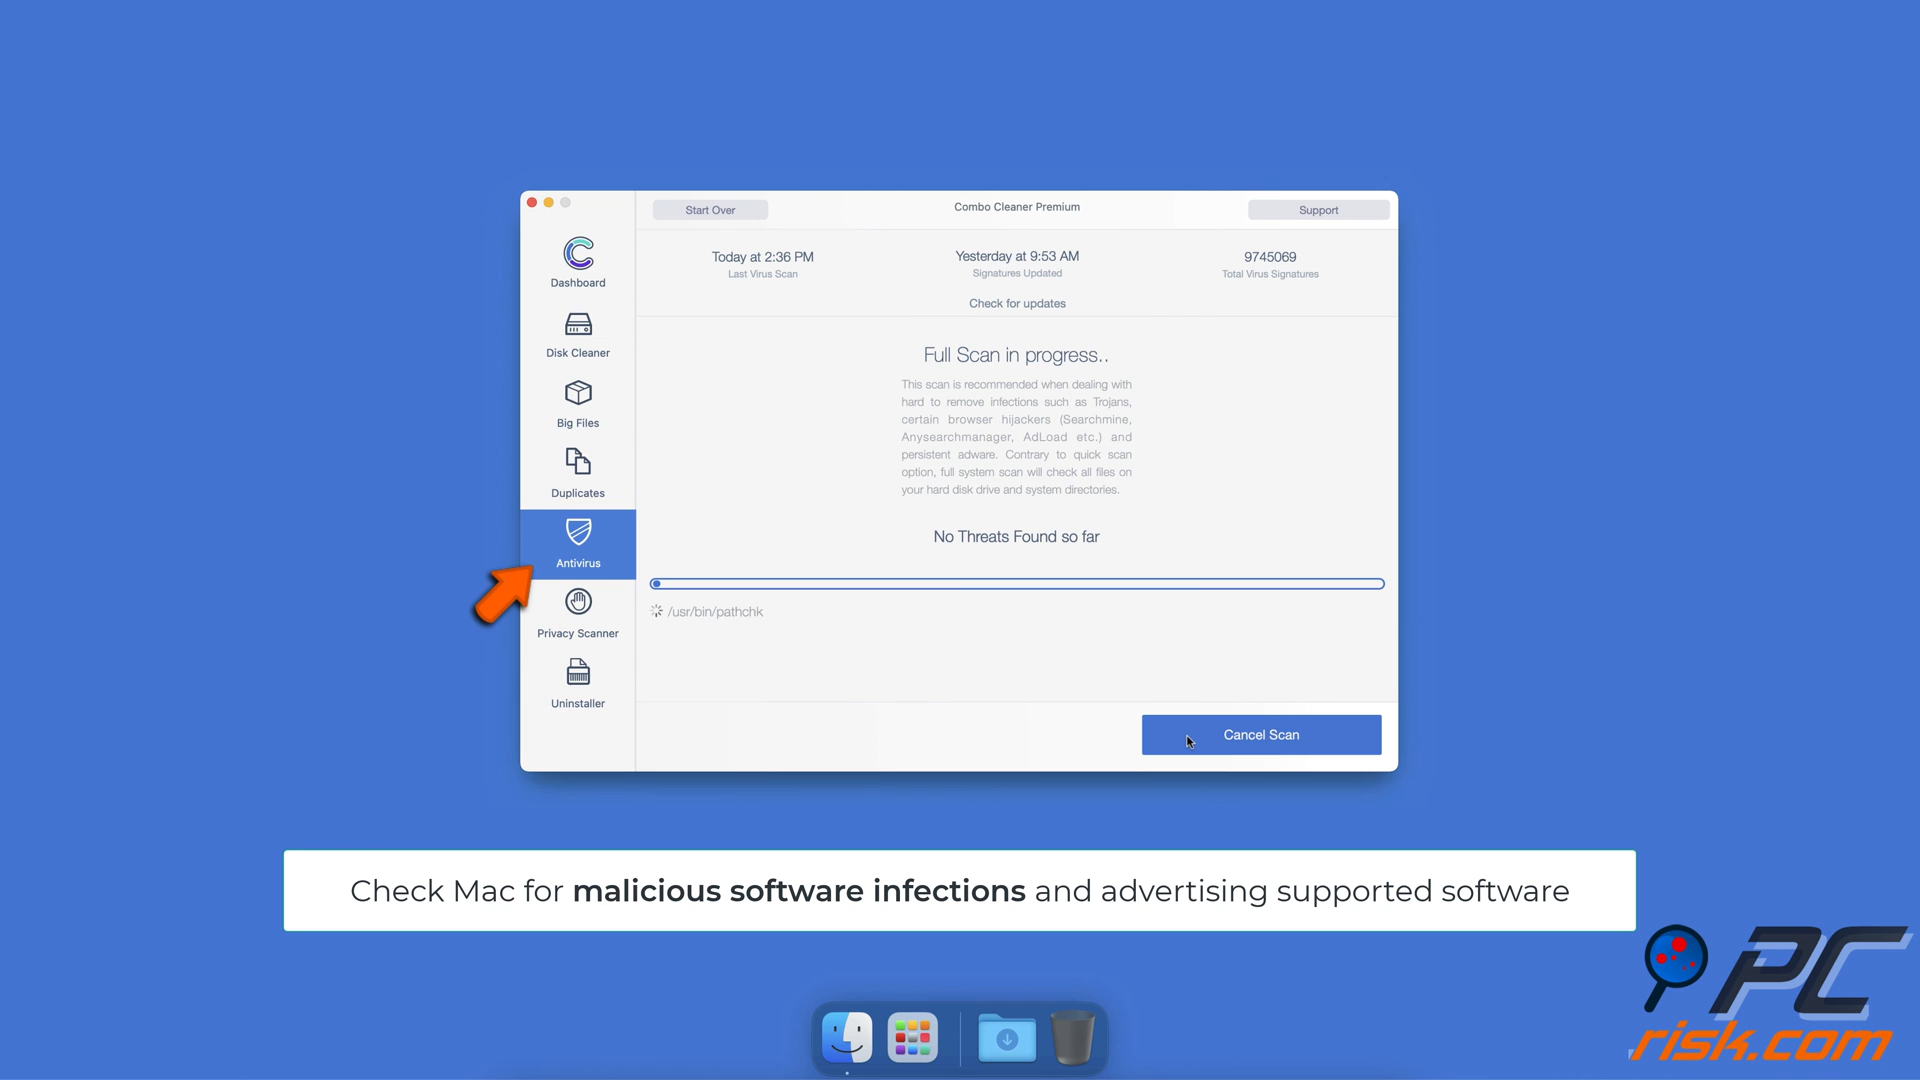 Start Over
Combo Cleaner Premium
Support
Today at 2:36 PM
Last Virus Scan
Yesterday at 9:53 AM
Signatures Updated
9745069
Total Virus Signatures
Check for updates
Dashboard
Disk Cleaner
Big Files
Duplicates
Antivirus
Privacy Scanner
Uninstaller
Full Scan in progress..
This scan is recommended when dealing with
hard to remove infections such as Trojans,
certain browser hijackers (Searchmine,
Anysearchmanager, AdLoad etc.) and
persistent adware. Contrary to quick scan
option, full system scan will check all files on
your hard disk drive and system directories.
No Threats Found so far
/usr/bin/pathchk
Cancel Scan
Check Mac for malicious software infections and advertising supported software
PC
risk.com